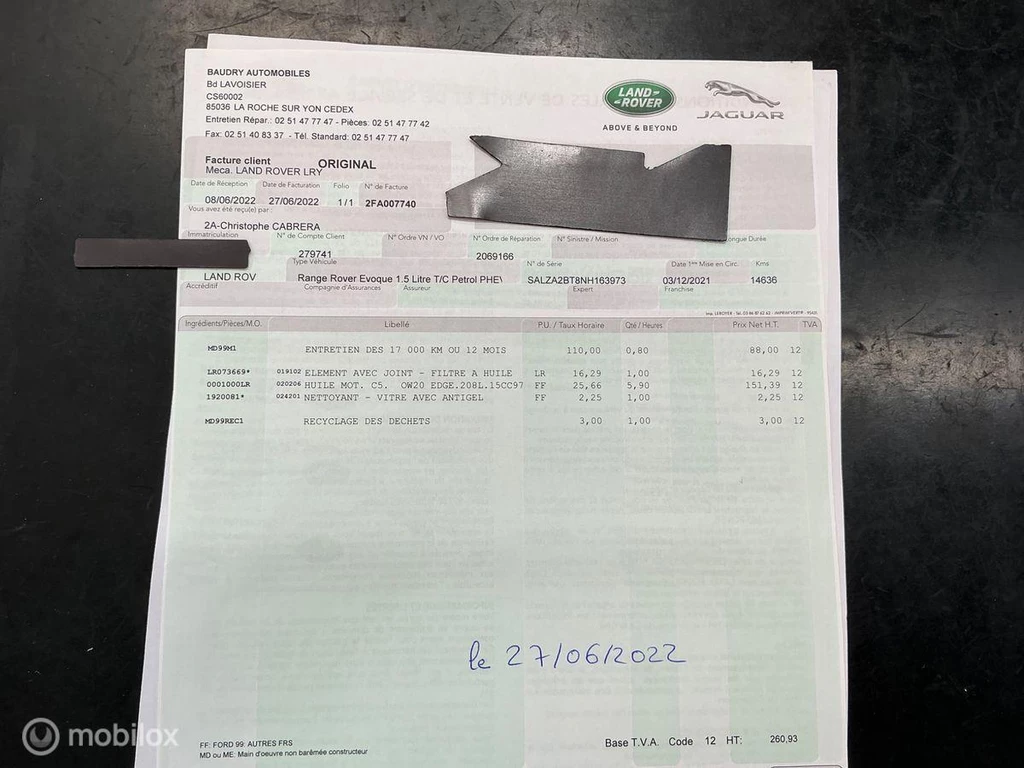 BAUDRY AUTOMOBILES
Bd LAVOISIER
CS60002
85036 LA ROCHE SUR YON CEDEX
Entretien Répar.: 02 51 47 77 47 - Pièces: 02 51 47 77 42
Fax: 02 51 40 83 37 - Tél. Standard: 02 51 47 77 47
LAND-
-ROVER
ABOVE & BEYOND
JAGUAR
Facture client ORIGINAL
Meca. LAND ROVER LRY
Date de Réception Date de Facturation Folio N° de Facture
08/06/2022 27/06/2022 1/1 2FA007740
Vous avez été reçu(e) par:
2A-Christophe CABRERA
Immatriculation N° de Compte Client N° Ordre VN / VO N° Ordre de Réparation N° Sinistre / Mission Longue Durée
279741 2069166
Type Véhicule N° de Série Date 1ère Mise en Circ. Kms
LAND ROV Range Rover Evoque 1.5 Litre T/C Petrol PHE SALZA2BT8NH163973 03/12/2021 14636
Accréditif Compagnie d'Assurances Assureur Expert Franchise
Ingrédients/Pièces/M.O. Libellé P.U. / Taux Horaire Qté / Heures Prix Net H.T. TVA
MD99M1 ENTRETIEN DES 17 000 KM OU 12 MOIS 110,00 0,80 88,00 12
LR073669* 019102 ELEMENT AVEC JOINT - FILTRE A HUILE LR 16,29 1,00 16,29 12
0001000LR 020206 HUILE MOT. C5. OW20 EDGE.208L.15CC97 FF 25,66 5,90 151,39 12
1920081* 024201 NETTOYANT - VITRE AVEC ANTIGEL FF 2,25 1,00 2,25 12
MD99REC1 RECYCLAGE DES DECHETS 3,00 1,00 3,00 12
le 27/06/2022
FF: FORD 99: AUTRES FRS
MD ou ME: Main d'oeuvre non barêmée constructeur
Base T.V.A. Code 12 HT: 260,93
mobilox